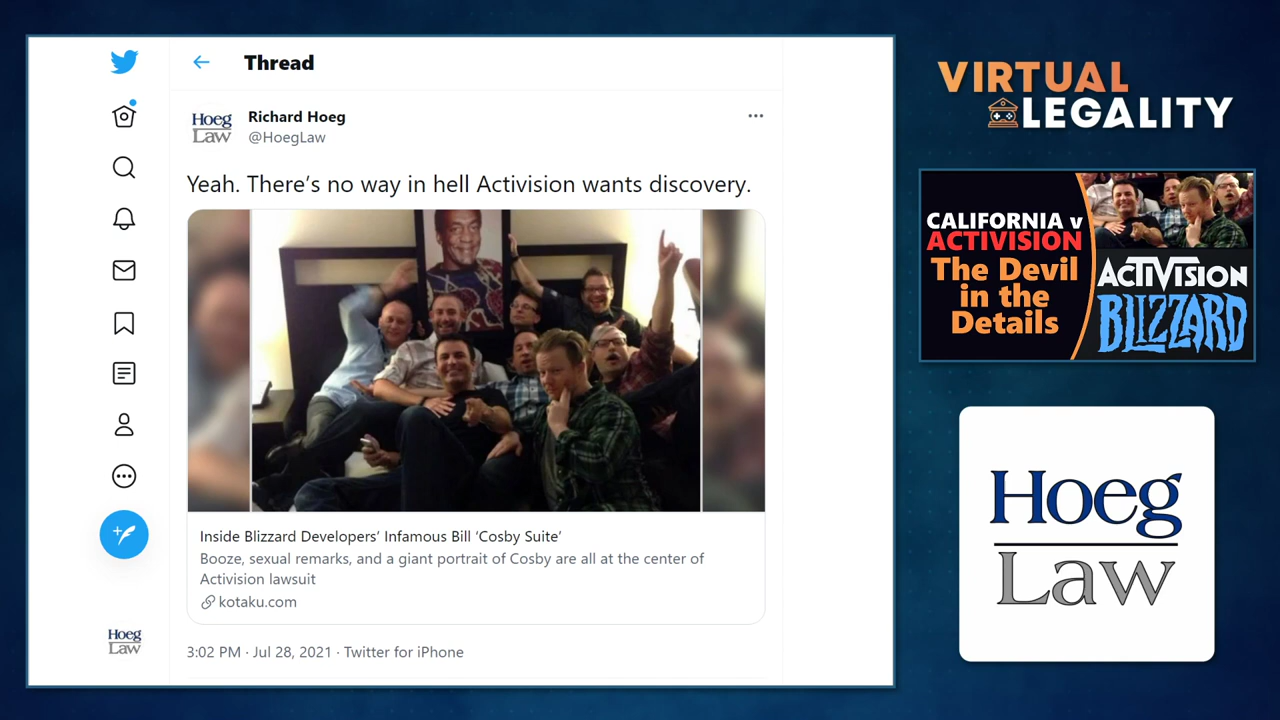 Thread
Hoeg
Law
Richard Hoeg
@HoegLaw
Yeah. There’s no way in hell Activision wants discovery.
Inside Blizzard Developers’ Infamous Bill ‘Cosby Suite’
Booze, sexual remarks, and a giant portrait of Cosby are all at the center of
Activision lawsuit
kotaku.com
3:02 PM · Jul 28, 2021 · Twitter for iPhone
Hoeg
Law
VIRTUAL
LEGALITY
CALIFORNIA v
ACTIVISION
The Devil
in the
Details
ACTIVISION
BLIZZARD
Hoeg
Law